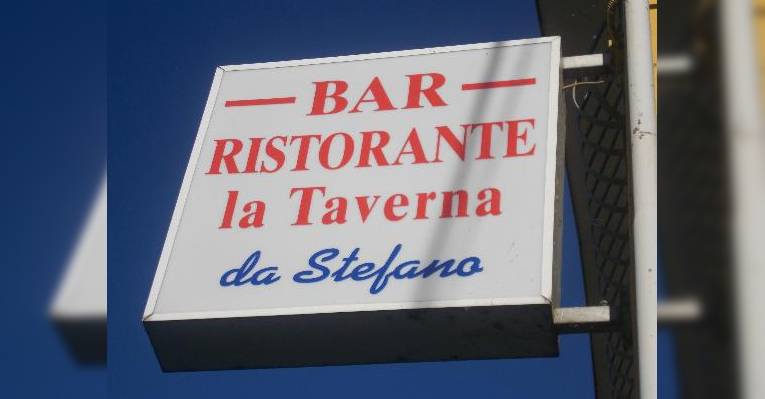 — BAR —
RISTORANTE
la Taverna
da Stefano